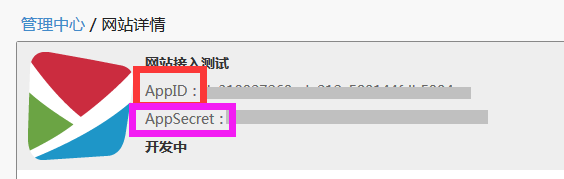 管理中心 / 网站详情
网站接入测试
AppID :
AppSecret :
开发中